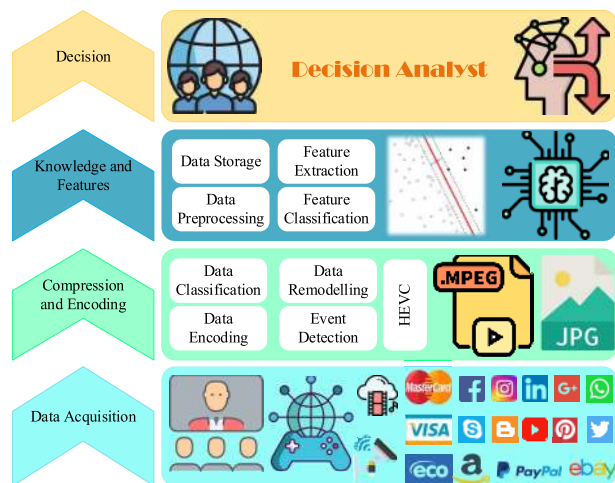 Decision
Decision Analyst
Knowledge and
Features
Data Storage
Feature
Extraction
Data
Preprocessing
Feature
Classification
Compression
and Encoding
Data
Classification
Data
Remodelling
Data
Encoding
Event
Detection
HEVC
.MPEG
JPG
Data Acquisition
MasterCard
f
in
G+
VISA
S
B
eco
a
P PayPal
ebay